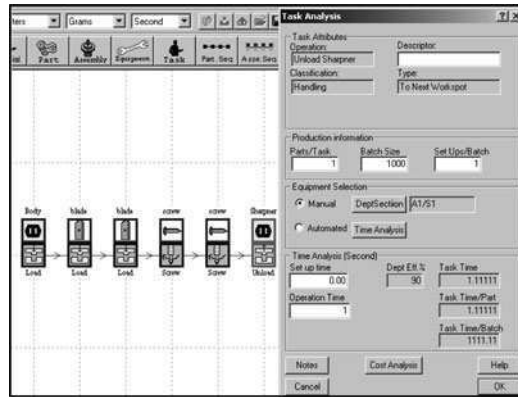 ters Grams Second
Part Assembly Equipment Task Part Seq Asse.Seq
Body blade blade screw screw Sharpner
Load Load Load Screw Screw Unload
Task Analysis
Task Attributes
Operation: Descriptor:
Unload Sharpner
Classification: Type:
Handling To Next Workspot
Production information
Parts/Task Batch Size Set Ups/Batch
1 1000 1
Equipment Selection
Manual DeptSection A1/S1
Automated Time Analysis
Time Analysis (Second)
Set up time Dept Eff.% Task Time
0.00 90 1.11111
Operation Time Task Time/Part
1 1.11111
Task Time/Batch
1111.11
Notes Cost Analysis Help
Cancel OK